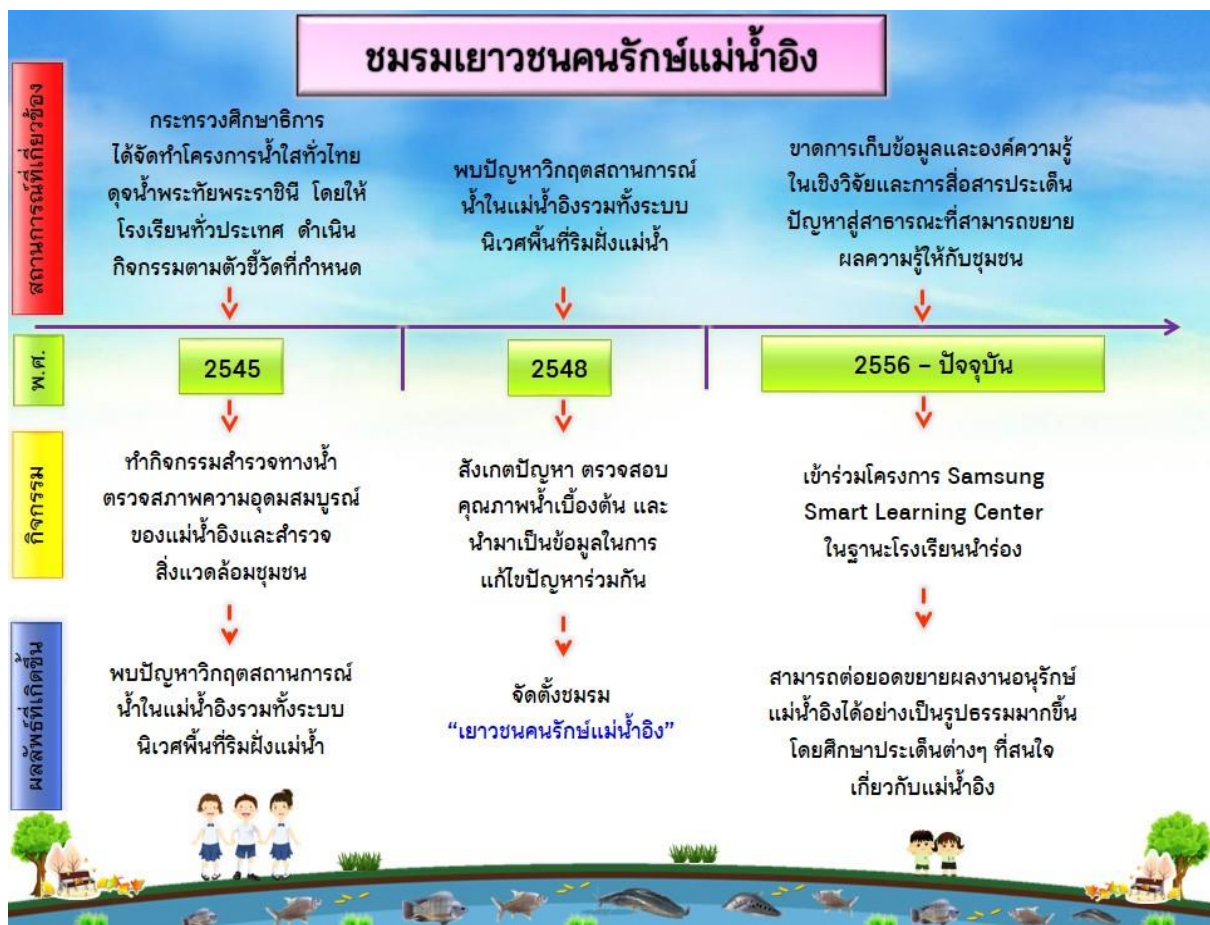 ชมรมเยาวชนคนรักษ์แม่น้ำอิง
สถานการณ์ที่เกี่ยวข้อง
กระทรวงศึกษาธิการ
ได้จัดทำโครงการน้ำใสทั่วไทย
ดุจน้ำพระทัยพระราชินี โดยให้
โรงเรียนทั่วประเทศ ดำเนิน
กิจกรรมตามตัวชี้วัดที่กำหนด
พบปัญหาวิกฤตสถานการณ์
น้ำในแม่น้ำอิงรวมทั้งระบบ
นิเวศพื้นที่ริมฝั่งแม่น้ำ
ขาดการเก็บข้อมูลและองค์ความรู้
ในเชิงวิจัยและการสื่อสารประเด็น
ปัญหาสู่สาธารณะที่สามารถขยาย
ผลความรู้ให้กับชุมชน
พ.ศ.
2545
2548
2556 – ปัจจุบัน
กิจกรรม
ทำกิจกรรมสำรวจทางน้ำ
ตรวจสภาพความอุดมสมบูรณ์
ของแม่น้ำอิงและสำรวจ
สิ่งแวดล้อมชุมชน
สังเกตปัญหา ตรวจสอบ
คุณภาพน้ำเบื้องต้น และ
นำมาเป็นข้อมูลในการ
แก้ไขปัญหาร่วมกัน
เข้าร่วมโครงการ Samsung
Smart Learning Center
ในฐานะโรงเรียนนำร่อง
ผลลัพธ์ที่เกิดขึ้น
พบปัญหาวิกฤตสถานการณ์
น้ำในแม่น้ำอิงรวมทั้งระบบ
นิเวศพื้นที่ริมฝั่งแม่น้ำ
จัดตั้งชมรม
“เยาวชนคนรักษ์แม่น้ำอิง”
สามารถต่อยอดขยายผลงานอนุรักษ์
แม่น้ำอิงได้อย่างเป็นรูปธรรมมากขึ้น
โดยศึกษาประเด็นต่างๆ ที่สนใจ
เกี่ยวกับแม่น้ำอิง